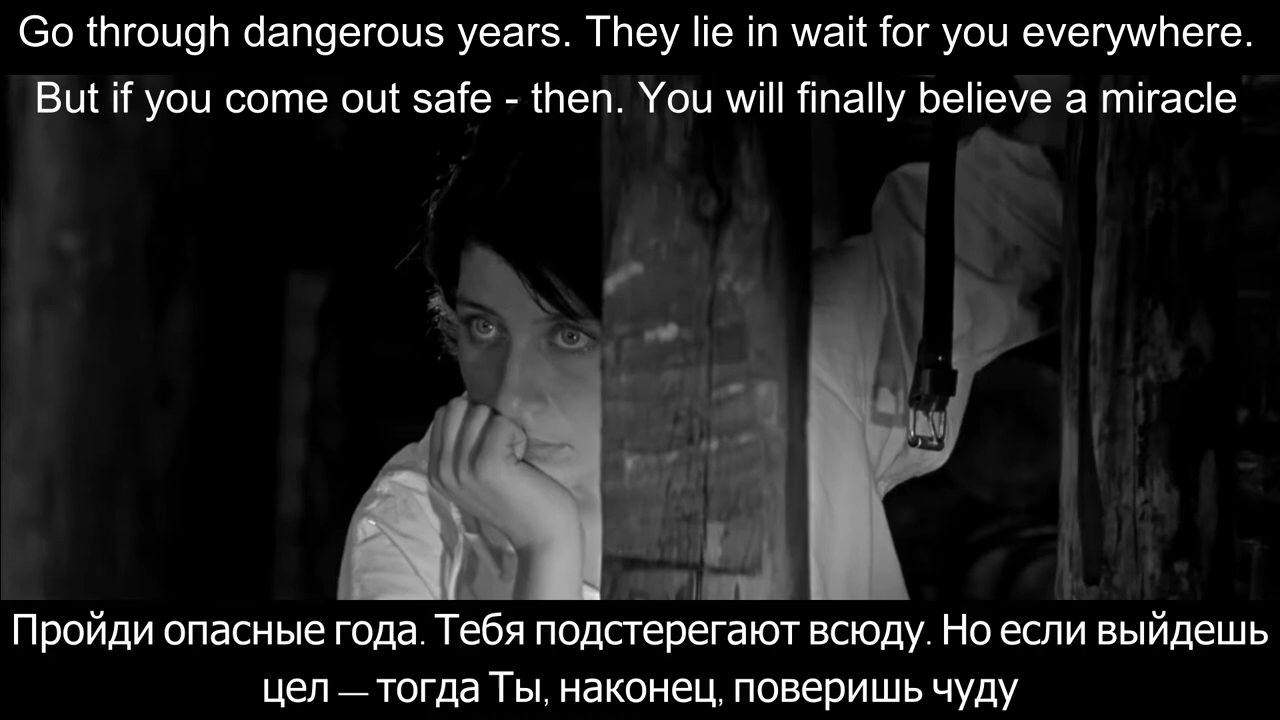 Go through dangerous years. They lie in wait for you everywhere.
But if you come out safe - then. You will finally believe a miracle
Пройди опасные года. Тебя подстерегают всюду. Но если выйдешь
цел — тогда Ты, наконец, поверишь чуду